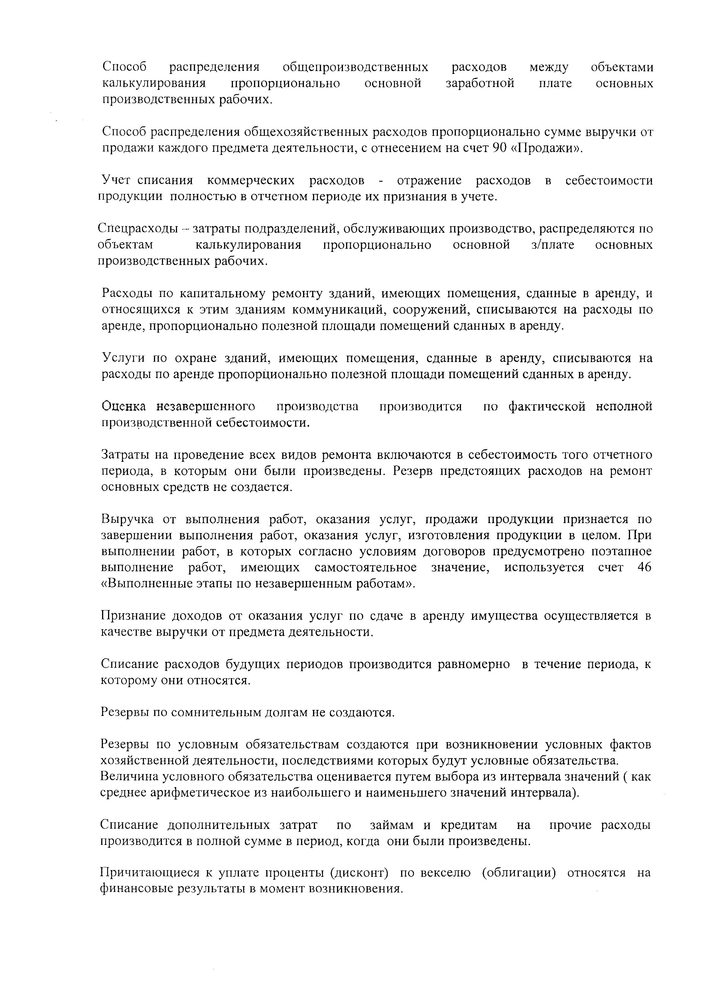 Способ распределения общепроизводственных расходов между объектами
калькулирования пропорционально основной заработной плате основных
производственных рабочих.
Способ распределения общехозяйственных расходов пропорционально сумме выручки от
продажи каждого предмета деятельности, с отнесением на счет 90 «Продажи».
Учет списания коммерческих расходов - отражение расходов в себестоимости
продукции полностью в отчетном периоде их признания в учете.
Спецрасходы – затраты подразделений, обслуживающих производство, распределяются по
объектам калькулирования пропорционально основной з/плате основных
производственных рабочих.
Расходы по капитальному ремонту зданий, имеющих помещения, сданные в аренду, и
относящихся к этим зданиям коммуникаций, сооружений, списываются на расходы по
аренде, пропорционально полезной площади помещений сданных в аренду.
Услуги по охране зданий, имеющих помещения, сданные в аренду, списываются на
расходы по аренде пропорционально полезной площади помещений сданных в аренду.
Оценка незавершенного производства производится по фактической неполной
производственной себестоимости.
Затраты на проведение всех видов ремонта включаются в себестоимость того отчетного
периода, в которым они были произведены. Резерв предстоящих расходов на ремонт
основных средств не создается.
Выручка от выполнения работ, оказания услуг, продажи продукции признается по
завершении выполнения работ, оказания услуг, изготовления продукции в целом. При
выполнении работ, в которых согласно условиям договоров предусмотрено поэтапное
выполнение работ, имеющих самостоятельное значение, используется счет 46
«Выполненные этапы по незавершенным работам».
Признание доходов от оказания услуг по сдаче в аренду имущества осуществляется в
качестве выручки от предмета деятельности.
Списание расходов будущих периодов производится равномерно в течение периода, к
которому они относятся.
Резервы по сомнительным долгам не создаются.
Резервы по условным обязательствам создаются при возникновении условных фактов
хозяйственной деятельности, последствиями которых будут условные обязательства.
Величина условного обязательства оценивается путем выбора из интервала значений ( как
среднее арифметическое из наибольшего и наименьшего значений интервала).
Списание дополнительных затрат по займам и кредитам на прочие расходы
производится в полной сумме в период, когда они были произведены.
Причитающиеся к уплате проценты (дисконт) по векселю (облигации) относятся на
финансовые результаты в момент возникновения.